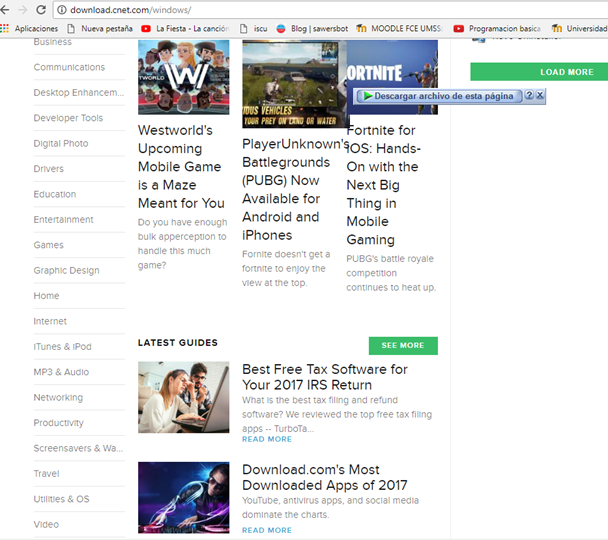 download.cnet.com/windows/
Aplicaciones
Nueva pestaña
La Fiesta - La canción
iscu
Blog | sawersbot
MOODLE FCE UMSS:
Programacion basica
Universidad
Business
Communications
Desktop Enhancem...
Developer Tools
Digital Photo
Drivers
Education
Entertainment
Games
Graphic Design
Home
Internet
iTunes & iPod
MP3 & Audio
Networking
Productivity
Screensavers & Wa...
Travel
Utilities & OS
Video
TWORLD
W
Westworld's
Upcoming
Mobile Game
is a Maze
Meant for You
Do you have enough
bulk apperception to
handle this much
game?
DIOUS VEHICLES
YOUR PREY ON LAND OR WATER
PlayerUnknown's
Battlegrounds
(PUBG) Now
Available for
Android and
iPhones
Fornite doesn't get a
fortnite to enjoy the
view at the top.
ORTNITE
Descargar archivo de esta página
?
X
Fortnite for
iOS: Hands-
On with the
Next Big
Thing in
Mobile
Gaming
PUBG's battle royale
competition
continues to heat up.
LOAD MORE
LATEST GUIDES
SEE MORE
Best Free Tax Software for
Your 2017 IRS Return
What is the best tax filing and refund
software? We reviewed the top free tax filing
apps -- TurboTa...
READ MORE
Download.com's Most
Downloaded Apps of 2017
YouTube, antivirus apps, and social media
dominate the charts.
READ MORE